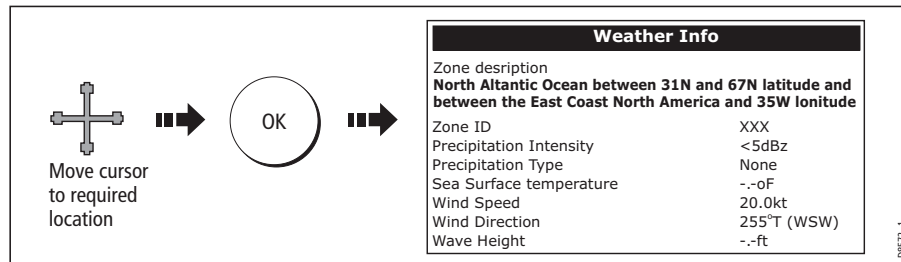 Weather Info
Zone desription
North Altantic Ocean between 31N and 67N latitude and
between the East Coast North America and 35W lonitude
Zone ID XXX
Precipitation Intensity <5dBz
Precipitation Type None
Sea Surface temperature -.-oF
Wind Speed 20.0kt
Wind Direction 255°T (WSW)
Wave Height -.-ft
OK
Move cursor
to required
location